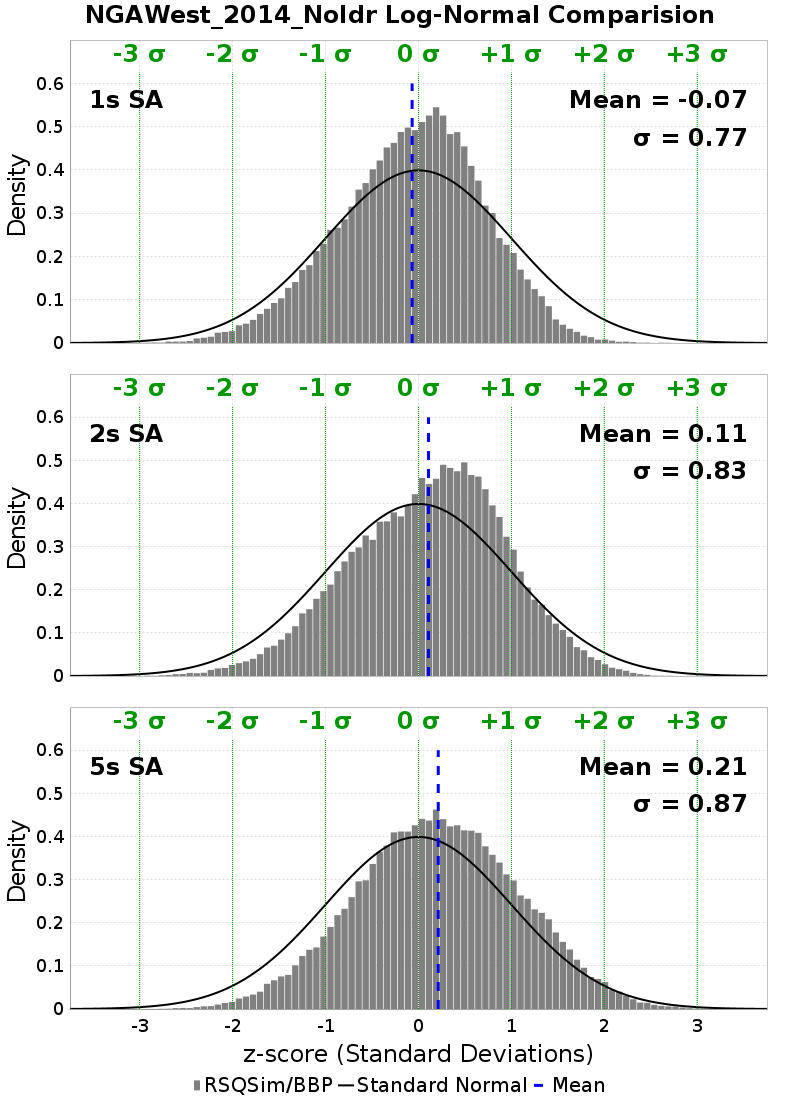 NGAWest_2014_NoIdr Log-Normal Comparision
-3 σ -2 σ -1 σ 0 σ +1 σ +2 σ +3 σ
0.6
1s SA
Mean = -0.07
0.5
σ = 0.77
0.4
Density
0.3
0.2
0.1
0
-3 σ -2 σ -1 σ 0 σ +1 σ +2 σ +3 σ
0.6
2s SA
Mean = 0.11
0.5
σ = 0.83
0.4
Density
0.3
0.2
0.1
0
-3 σ -2 σ -1 σ 0 σ +1 σ +2 σ +3 σ
0.6
5s SA
Mean = 0.21
0.5
σ = 0.87
0.4
Density
0.3
0.2
0.1
0
-3 -2 -1 0 1 2 3
z-score (Standard Deviations)
RSQSim/BBP Standard Normal Mean